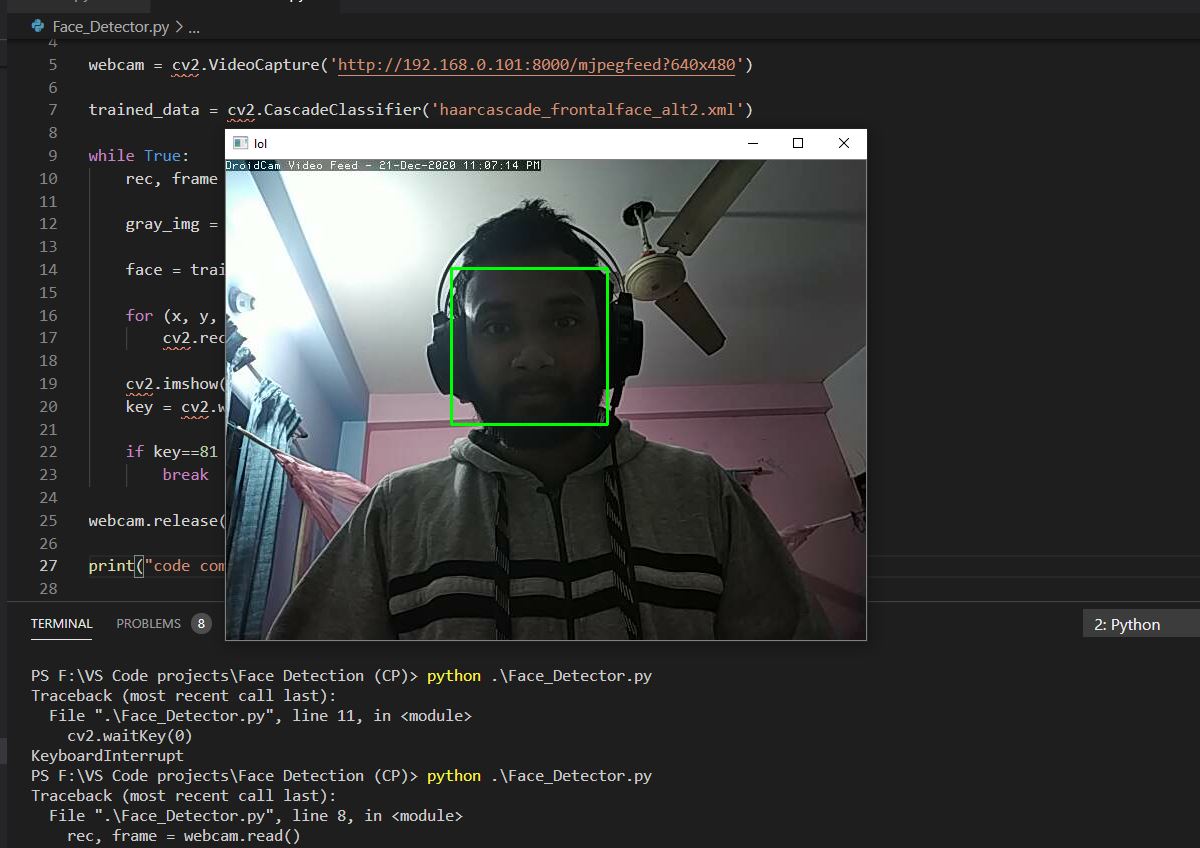 Face_Detector.py > ...
4
5 webcam = cv2.VideoCapture('http://192.168.0.101:8000/mjpegfeed?640x480')
6
7 trained_data = cv2.CascadeClassifier('haarcascade_frontalface_alt2.xml')
8
lol
DroidCam Video Feed - 21-Dec-2020 11:07:14 PM
9 while True:
10 rec, frame
11
12 gray_img =
13
14 face = trai
15
16 for (x, y,
17 cv2.rec
18
19 cv2.imshow(
20 key = cv2.w
21
22 if key==81
23 break
24
25 webcam.release(
26
27 print("code com
28
TERMINAL PROBLEMS 8
2: Python
PS F:\VS Code projects\Face Detection (CP)> python .\Face_Detector.py
Traceback (most recent call last):
File ".\Face_Detector.py", line 11, in <module>
cv2.waitKey(0)
KeyboardInterrupt
PS F:\VS Code projects\Face Detection (CP)> python .\Face_Detector.py
Traceback (most recent call last):
File ".\Face_Detector.py", line 8, in <module>
rec, frame = webcam.read()